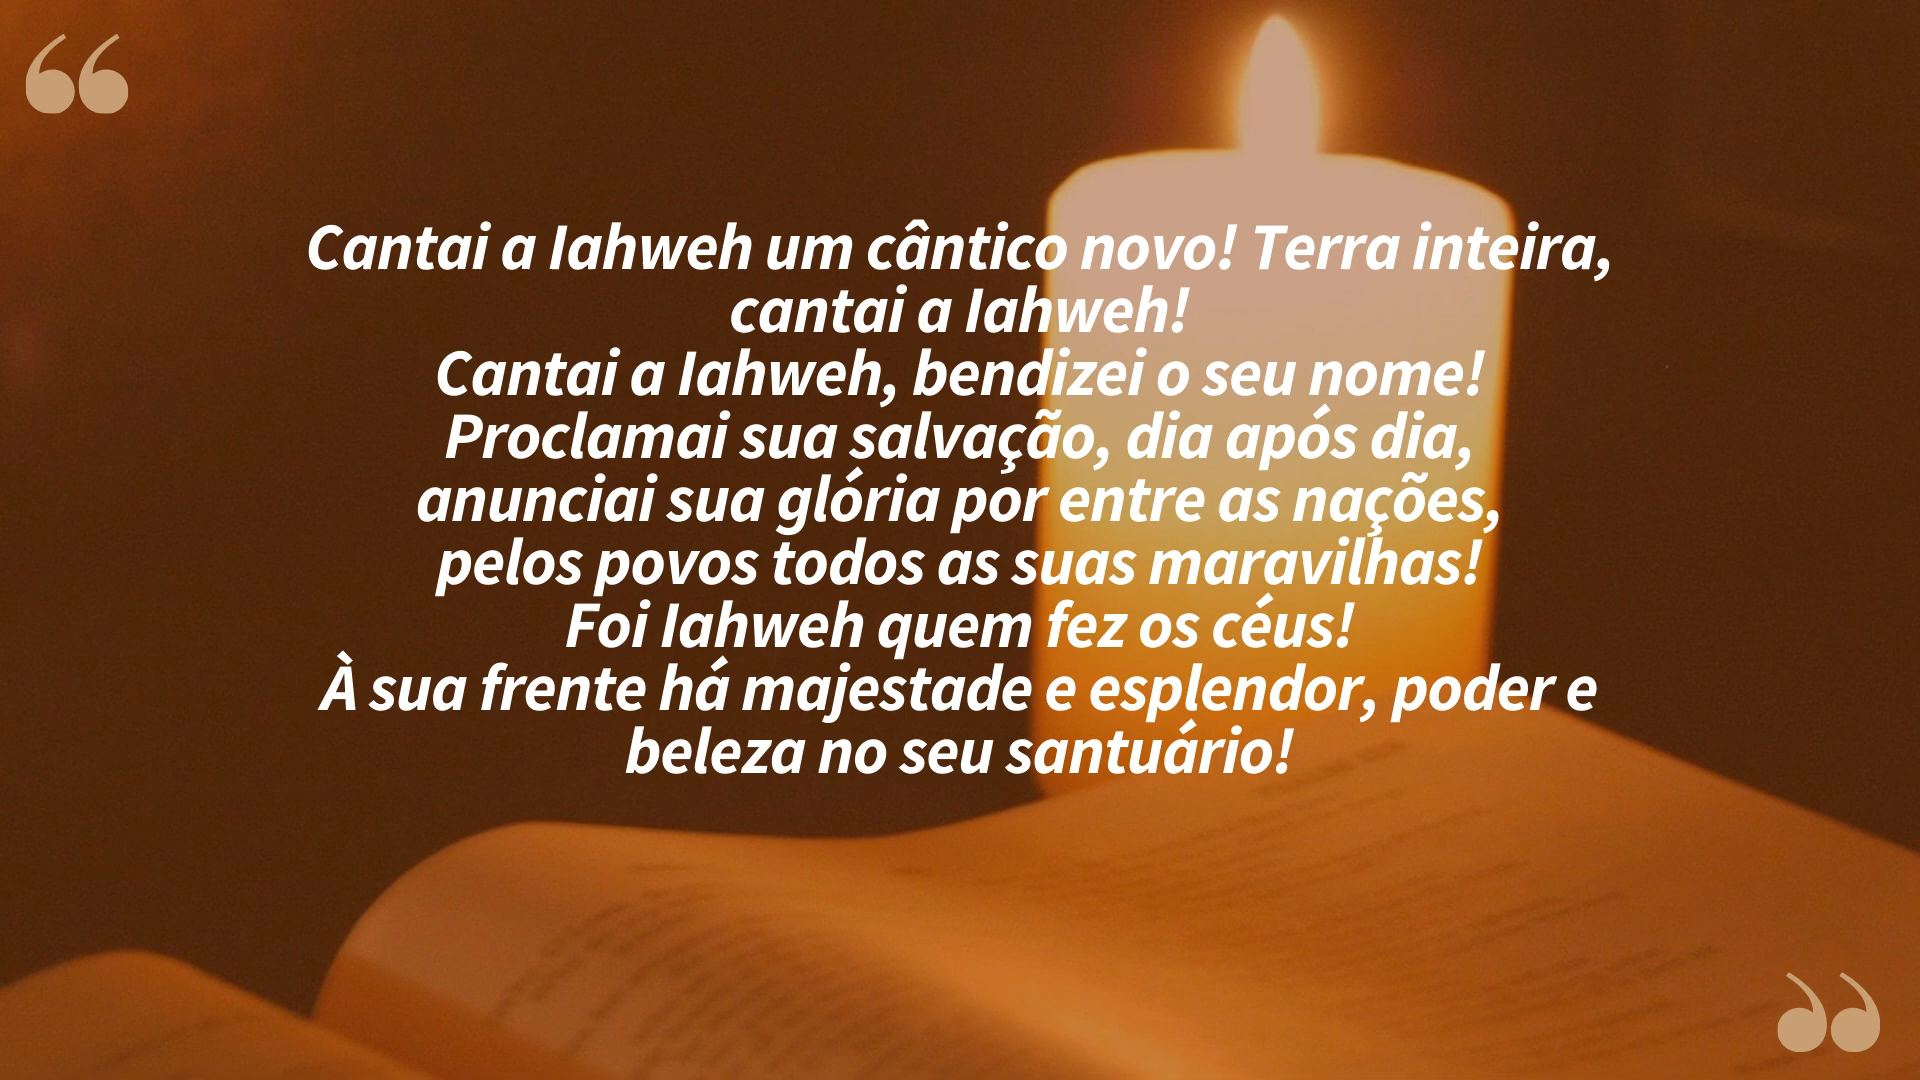 Cantai a Iahweh um cântico novo! Terra inteira,
cantai a Iahweh!
Cantai a Iahweh, bendizei o seu nome!
Proclamai sua salvação, dia após dia,
anunciai sua glória por entre as nações,
pelos povos todos as suas maravilhas!
Foi Iahweh quem fez os céus!
À sua frente há majestade e esplendor, poder e
beleza no seu santuário!